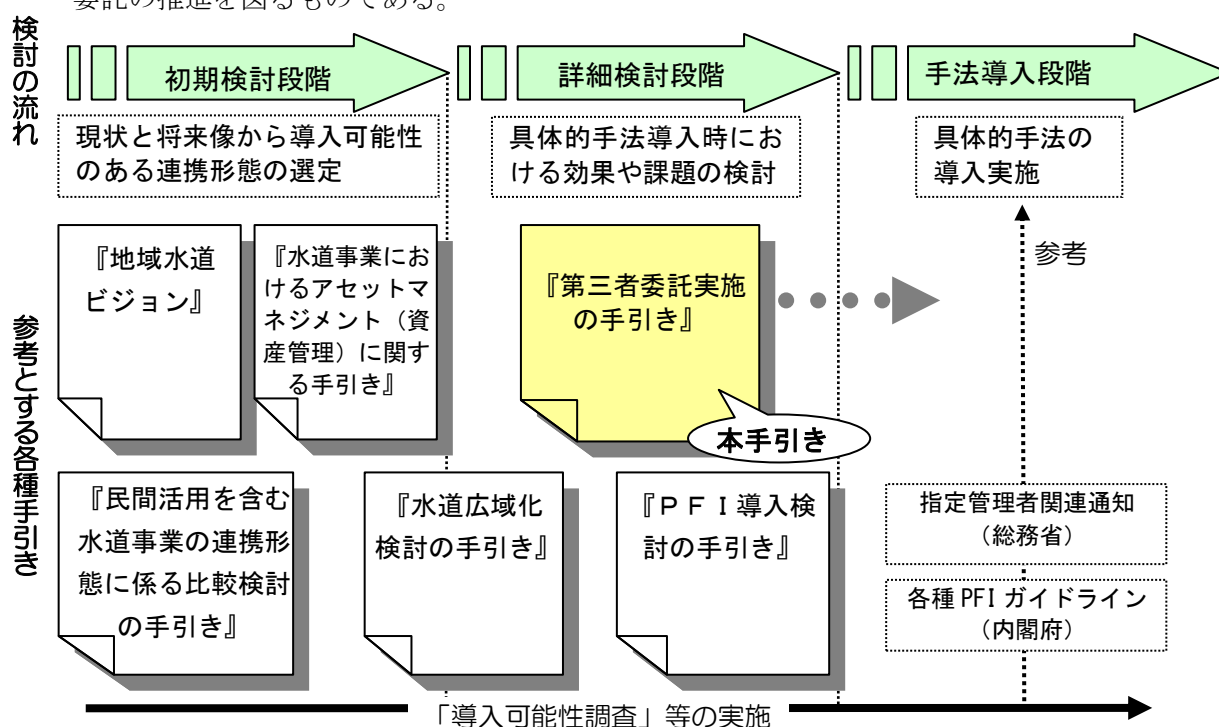 委託の推進を図るものである。
検討の流れ
初期検討段階
詳細検討段階
手法導入段階
現状と将来像から導入可能性
のある連携形態の選定
具体的手法導入時にお
ける効果や課題の検討
具体的手法の
導入実施
参考とする各種手引き
『地域水道
ビジョン』
『水道事業にお
けるアセットマ
ネジメント（資
産管理）に関す
る手引き』
『第三者委託実施
の手引き』
本手引き
参考
『民間活用を含む
水道事業の連携形
態に係る比較検討
の手引き』
『水道広域化
検討の手引き』
『ＰＦＩ導入検
討の手引き』
指定管理者関連通知
（総務省）
各種 PFI ガイドライン
（内閣府）
「導入可能性調査」等の実施